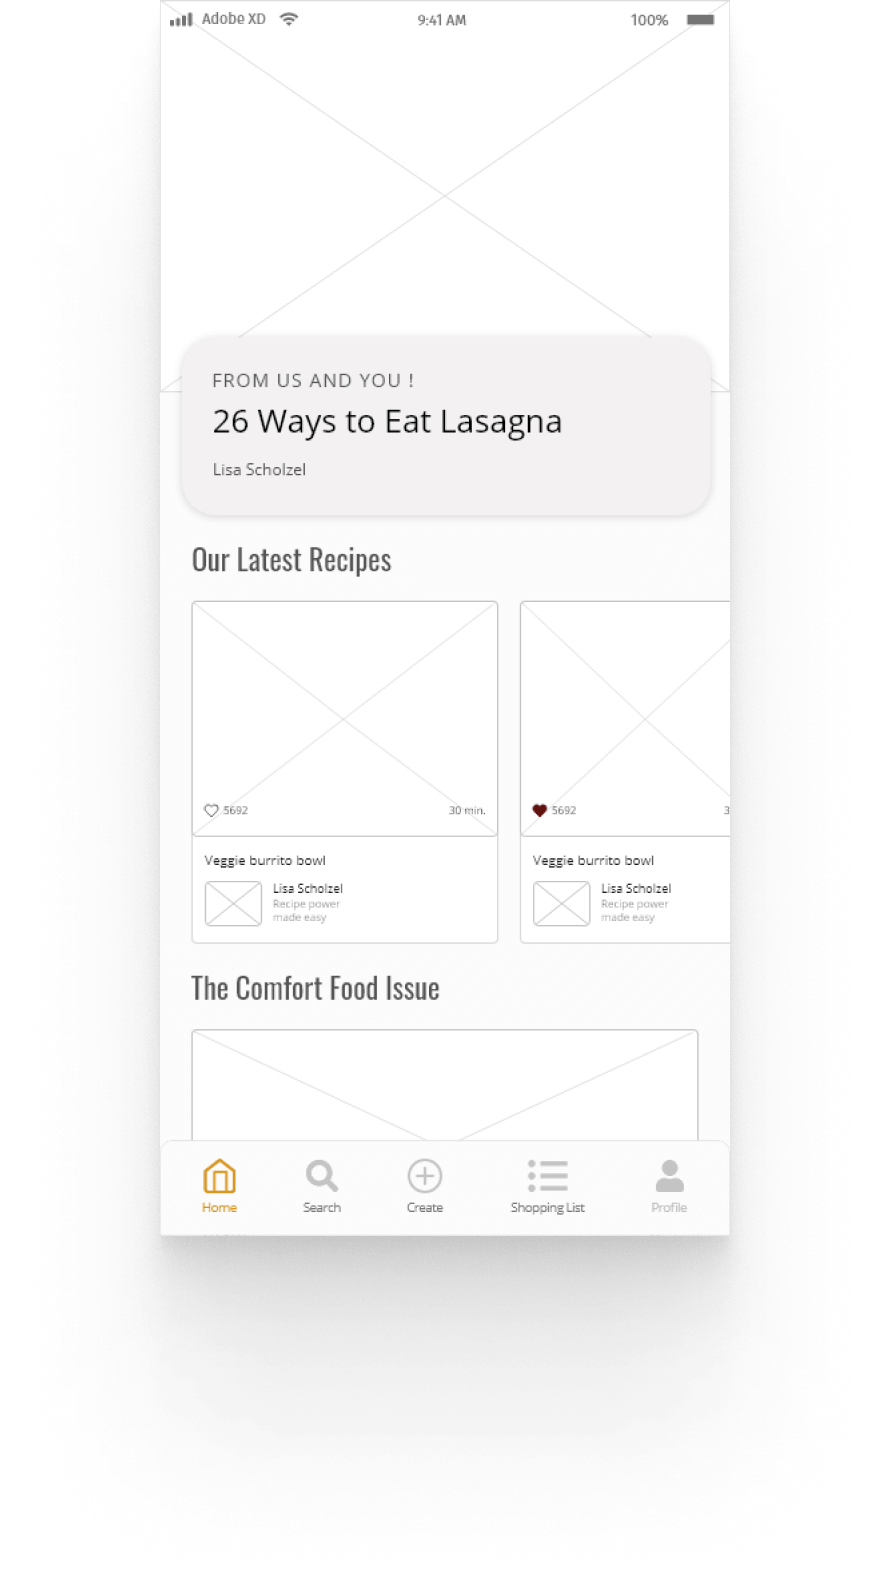 Adobe XD 9:41 AM 100%
FROM US AND YOU !
26 Ways to Eat Lasagna
Lisa Scholzel
Our Latest Recipes
5692 30 min. 5692 3
Veggie burrito bowl Veggie burrito bowl
Lisa Scholzel Lisa Scholzel
Recipe power Recipe power
made easy made easy
The Comfort Food Issue
Home Search Create Shopping List Profile